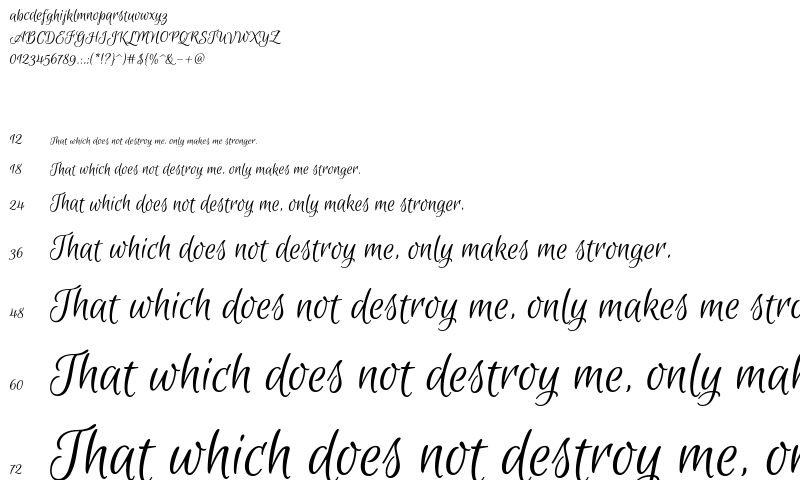 abcdefghijklmnopqrstuvwxyz
ABCDEFGHIJKLMNOPQRSTUVWXYZ
0123456789.:,;(*!?}^)#${%^&-+@
12 That which does not destroy me, only makes me stronger.
18 That which does not destroy me, only makes me stronger.
24 That which does not destroy me, only makes me stronger.
36 That which does not destroy me, only makes me stronger.
48 That which does not destroy me, only makes me stro
60 That which does not destroy me, only mak
72 That which does not destroy me, on